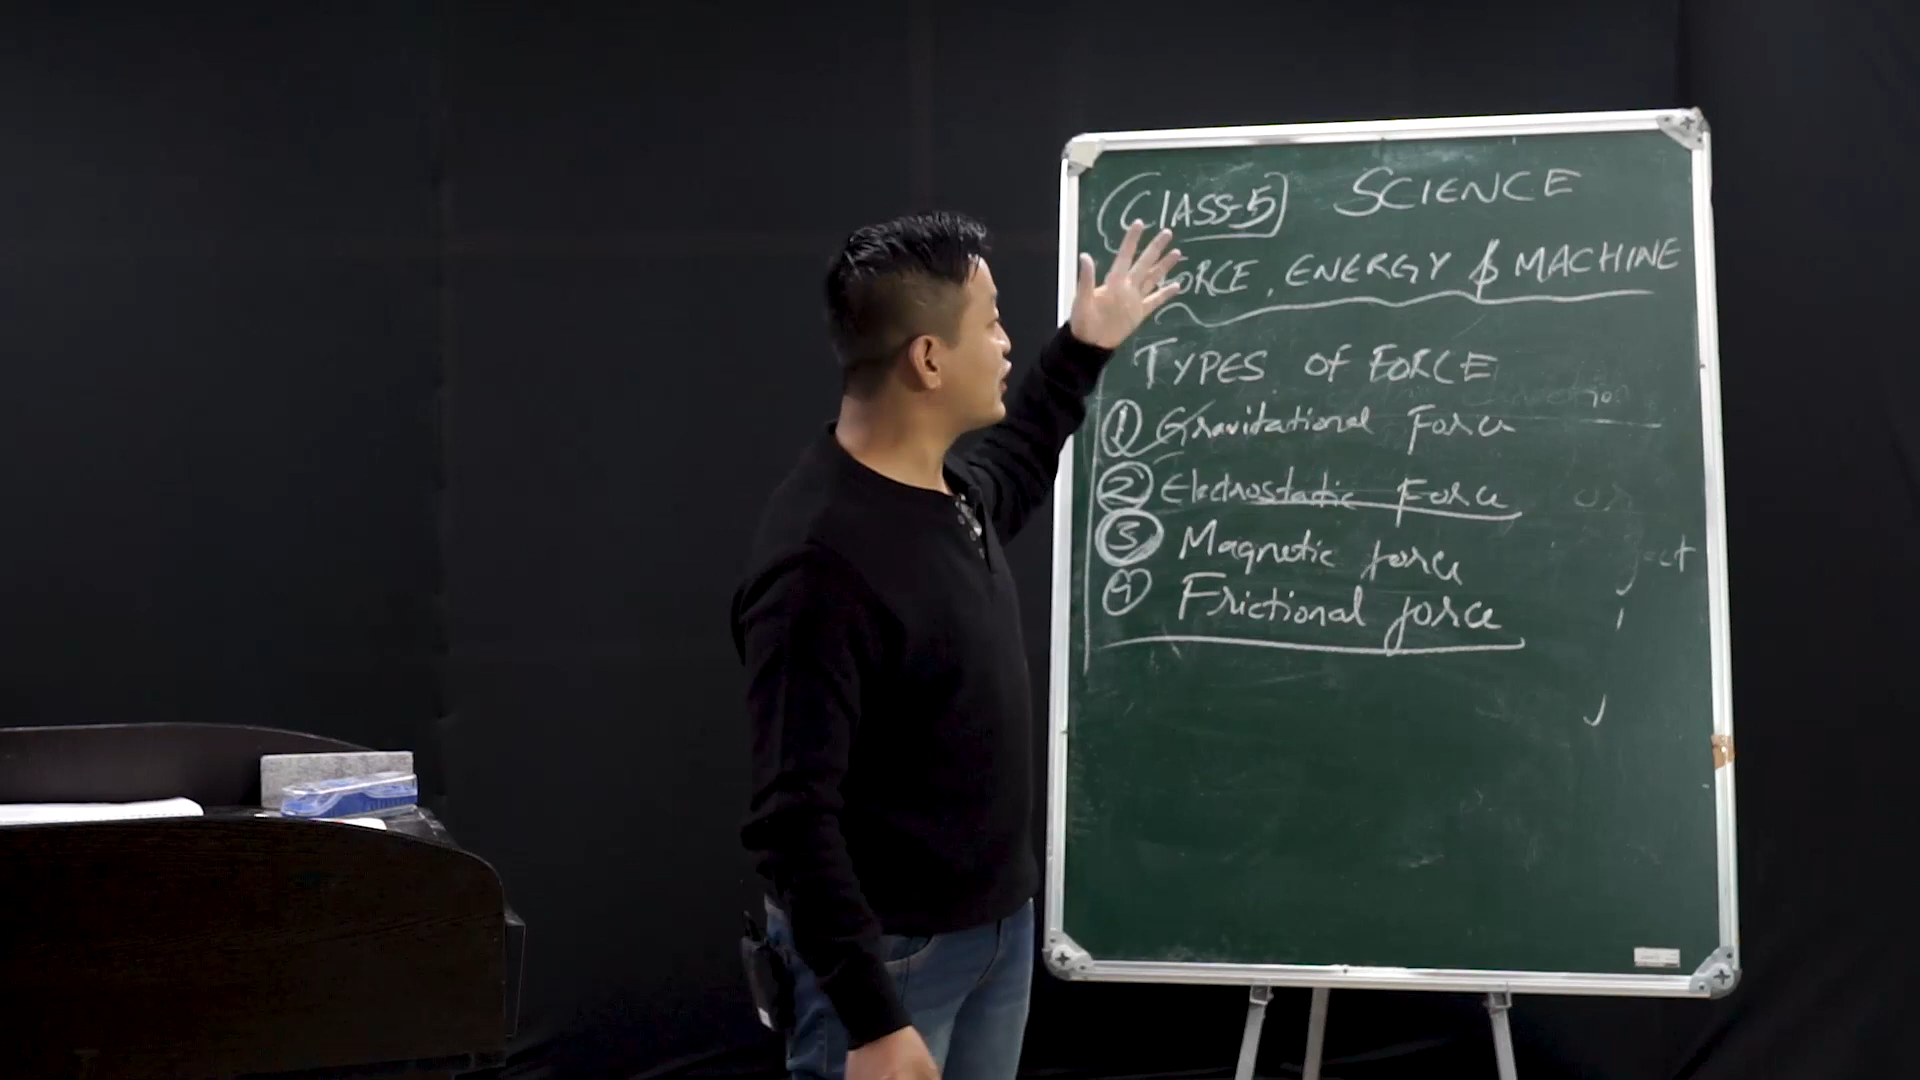 CLASS-5 SCIENCE
FORCE, ENERGY & MACHINE
TYPES OF FORCE
1 Gravitational Force
2 Electrostatic Force
3 Magnetic force
4 Frictional force